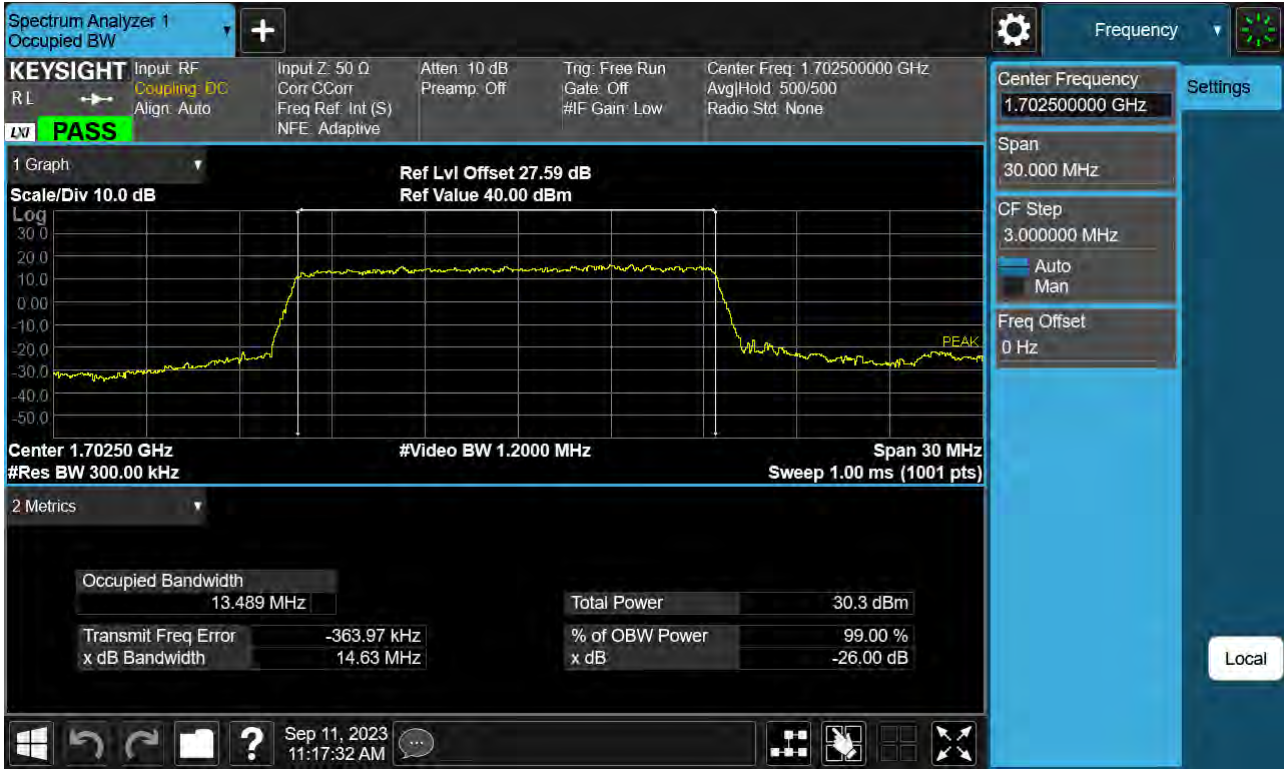 Spectrum Analyzer 1
Occupied BW
Frequency
KEYSIGHT
R L
LXI
PASS
Input: RF
Coupling: DC
Align: Auto
Input Z: 50 Ω
Corr CCorr
Freq Ref: Int (S)
NFE: Adaptive
Atten: 10 dB
Preamp: Off
Trig: Free Run
Gate: Off
#IF Gain: Low
Center Freq: 1.702500000 GHz
Avg|Hold: 500/500
Radio Std: None
Center Frequency
1.702500000 GHz
Settings
Span
30.000 MHz
CF Step
3.000000 MHz
Auto
Man
Freq Offset
0 Hz
1 Graph
Scale/Div 10.0 dB
Ref Lvl Offset 27.59 dB
Ref Value 40.00 dBm
Log
30.0
20.0
10.0
0.00
-10.0
-20.0
-30.0
-40.0
-50.0
PEAK
Center 1.70250 GHz
#Video BW 1.2000 MHz
Span 30 MHz
#Res BW 300.00 kHz
Sweep 1.00 ms (1001 pts)
2 Metrics
Occupied Bandwidth
13.489 MHz
Total Power 30.3 dBm
Transmit Freq Error -363.97 kHz
% of OBW Power 99.00 %
x dB Bandwidth 14.63 MHz
x dB -26.00 dB
Local
?
Sep 11, 2023
11:17:32 AM